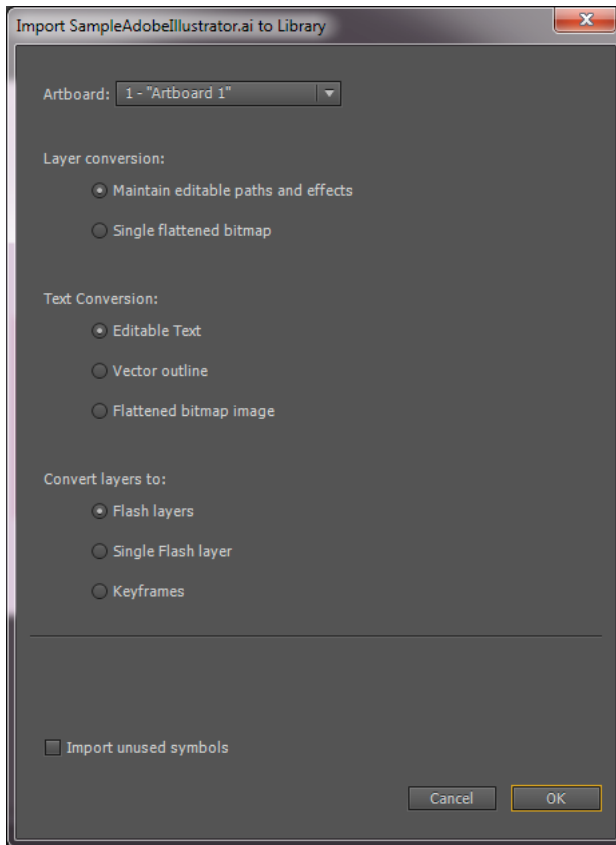 Import SampleAdobeIllustrator.ai to Library
Artboard: 1 - "Artboard 1"
Layer conversion:
Maintain editable paths and effects
Single flattened bitmap
Text Conversion:
Editable Text
Vector outline
Flattened bitmap image
Convert layers to:
Flash layers
Single Flash layer
Keyframes
Import unused symbols
Cancel OK